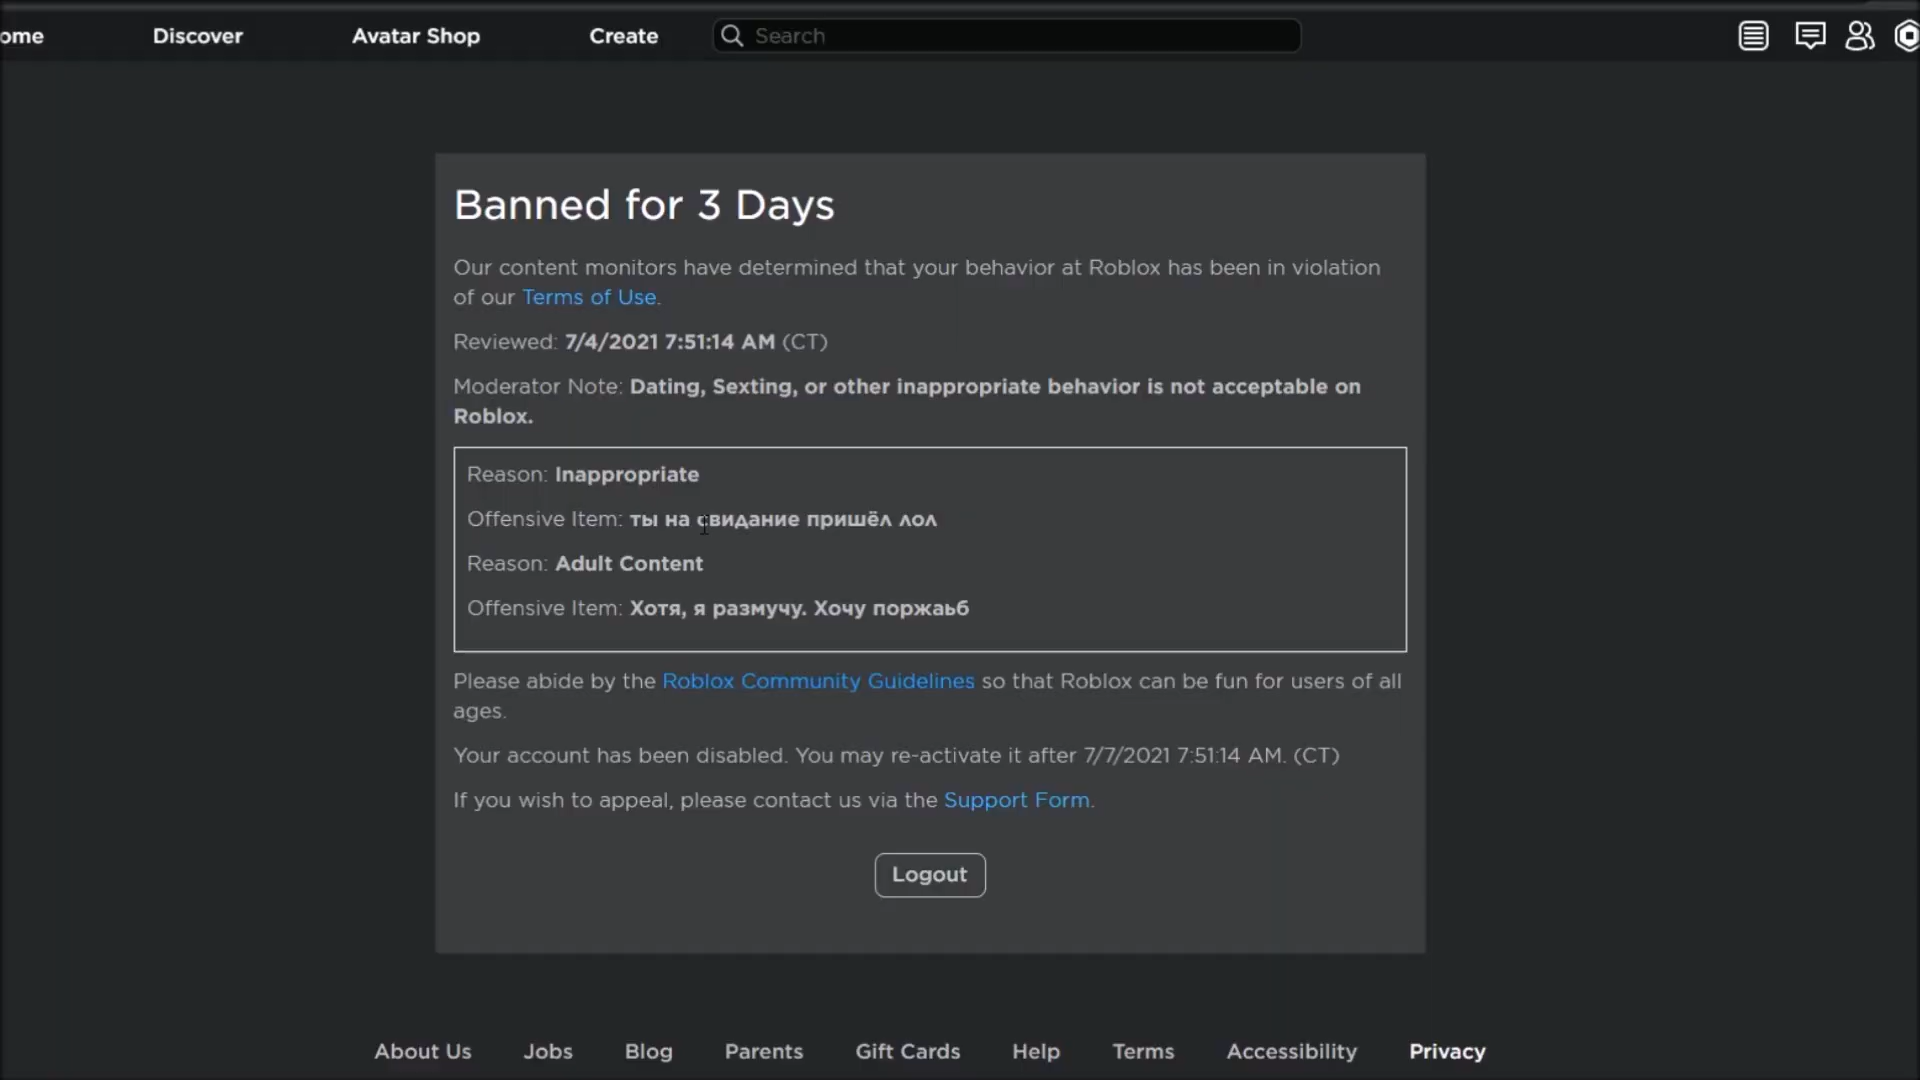 ome Discover Avatar Shop Create Search
Banned for 3 Days
Our content monitors have determined that your behavior at Roblox has been in violation
of our Terms of Use.
Reviewed: 7/4/2021 7:51:14 AM (CT)
Moderator Note: Dating, Sexting, or other inappropriate behavior is not acceptable on
Roblox.
Reason: Inappropriate
Offensive Item: ты на свидание пришёл лол
Reason: Adult Content
Offensive Item: Хотя, я размучу. Хочу поржаьб
Please abide by the Roblox Community Guidelines so that Roblox can be fun for users of all
ages.
Your account has been disabled. You may re-activate it after 7/7/2021 7:51:14 AM. (CT)
If you wish to appeal, please contact us via the Support Form.
Logout
About Us Jobs Blog Parents Gift Cards Help Terms Accessibility Privacy